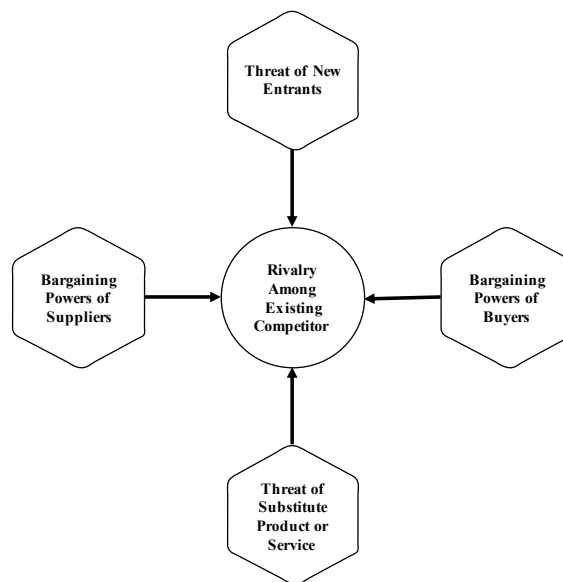 Threat of New
Entrants
Bargaining
Powers of
Suppliers
Rivalry
Among
Existing
Competitor
Bargaining
Powers of
Buyers
Threat of
Substitute
Product or
Service